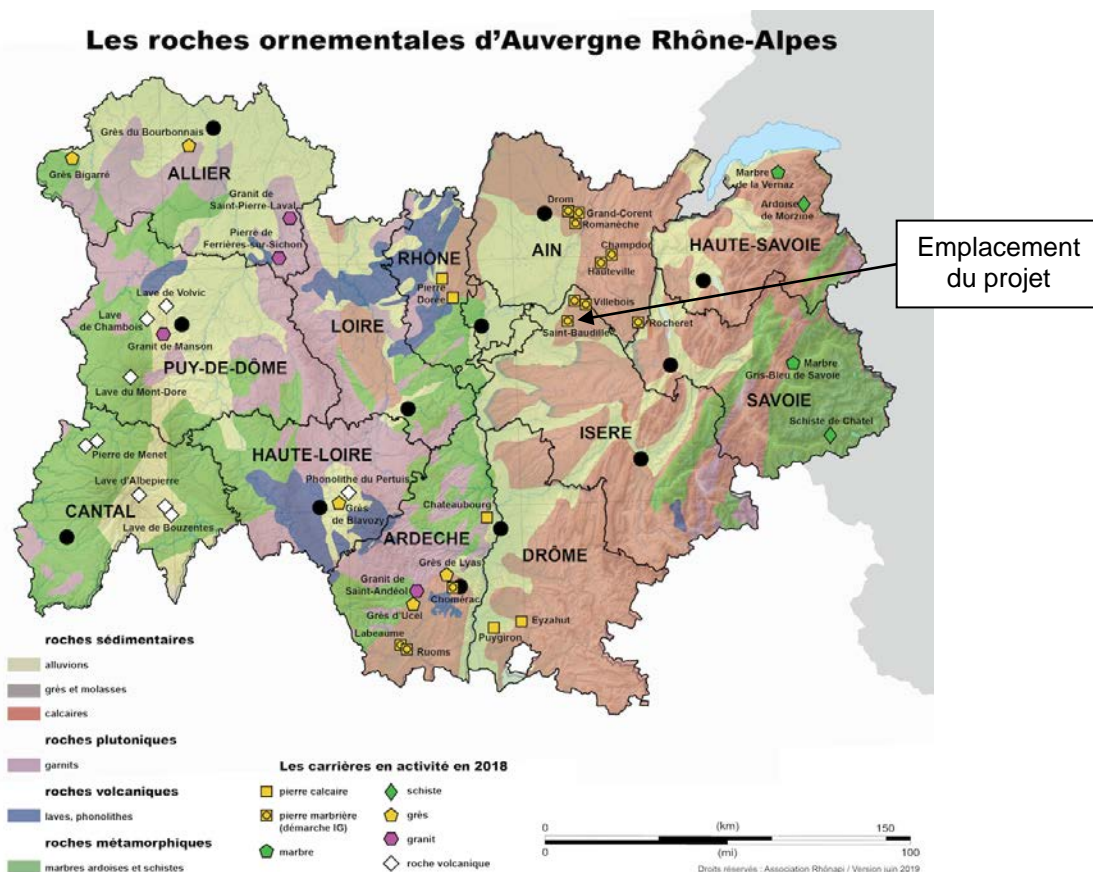 Les roches ornementales d'Auvergne Rhône-Alpes
Grès du Bourbonnais
Grès Bigarré
ALLIER
Granit de
Saint-Pierre-Laval
Pierre de
Ferrières-sur-Sichon
Lave de Volvic
Lave
de Chambois
Granit de Manson
PUY-DE-DÔME
Lave du Mont-Dore
Pierre de Menet
Lave d'Albepierre
CANTAL
Lave de Bouzentes
HAUTE-LOIRE
Phonolithe du Pertuis
Grès
de Blavozy
LOIRE
RHÔNE
Pierre
Dorée
AIN
Drom
Grand-Corent
Romanèche
Champdor
Hauteville
Villebois
Saint-Baudille
Rocheret
Marbre
de la Vernaz
Ardoise
de Morzine
HAUTE-SAVOIE
Emplacement
du projet
Marbre
Gris-Bleu de Savoie
SAVOIE
Schiste de Chatel
ISERE
Chateaubourg
ARDECHE
DRÔME
Grès de Lyas
Granit de
Saint-Andéol
Chomérac
Grès d'Ucel
Labeaume
Ruoms
Puygiron
Eyzahut
roches sédimentaires
alluvions
grès et molasses
calcaires
roches plutoniques
garnits
roches volcaniques
laves, phonolithes
roches métamorphiques
marbres ardoises et schistes
Les carrières en activité en 2018
pierre calcaire
pierre marbrière
(démarche IG)
marbre
schiste
grès
granit
roche volcanique
0 (km) 150
0 (mi) 100
Droits réservés : Association Rhônapi / Version juin 2019